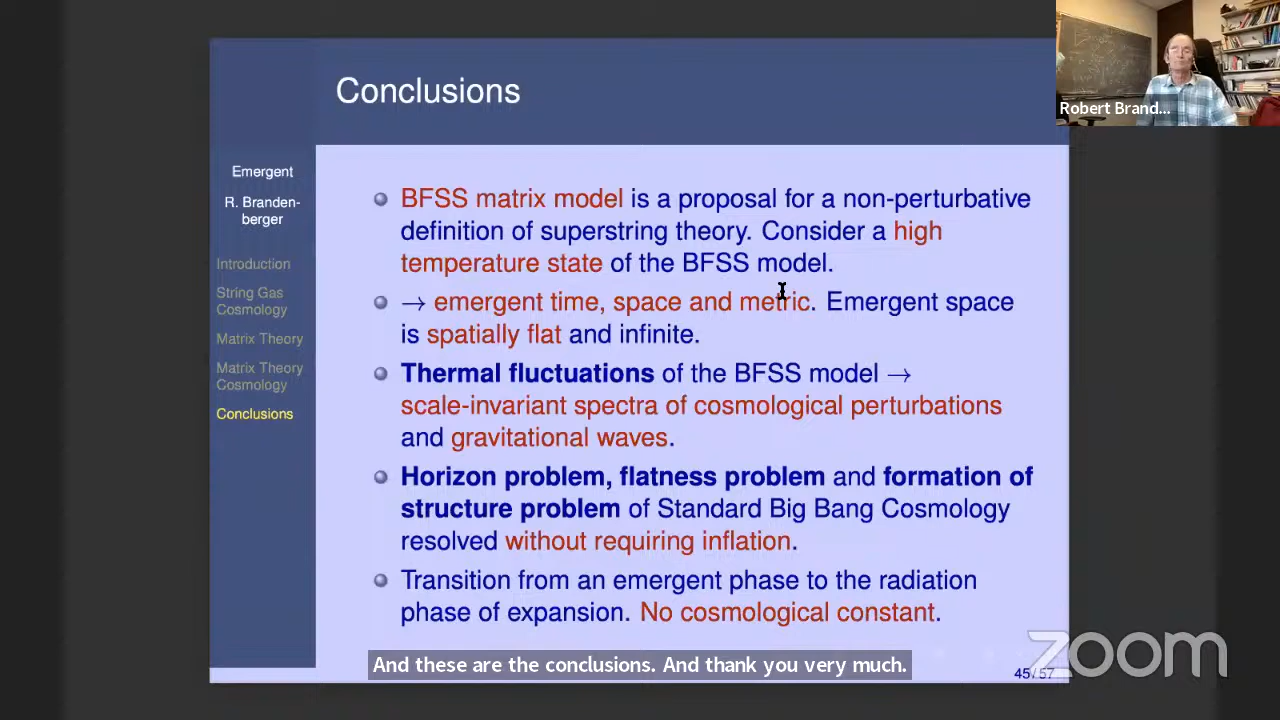 Conclusions
Robert Brand...
Emergent
R. Branden-
berger
Introduction
String Gas
Cosmology
Matrix Theory
Matrix Theory
Cosmology
Conclusions
BFSS matrix model is a proposal for a non-perturbative
definition of superstring theory. Consider a high
temperature state of the BFSS model.
→ emergent time, space and metric. Emergent space
is spatially flat and infinite.
Thermal fluctuations of the BFSS model →
scale-invariant spectra of cosmological perturbations
and gravitational waves.
Horizon problem, flatness problem and formation of
structure problem of Standard Big Bang Cosmology
resolved without requiring inflation.
Transition from an emergent phase to the radiation
phase of expansion. No cosmological constant.
And these are the conclusions. And thank you very much.
45/57
zoom